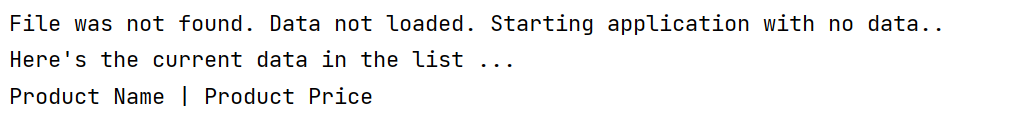 File was not found. Data not loaded. Starting application with no data..
Here's the current data in the list ...
Product Name | Product Price